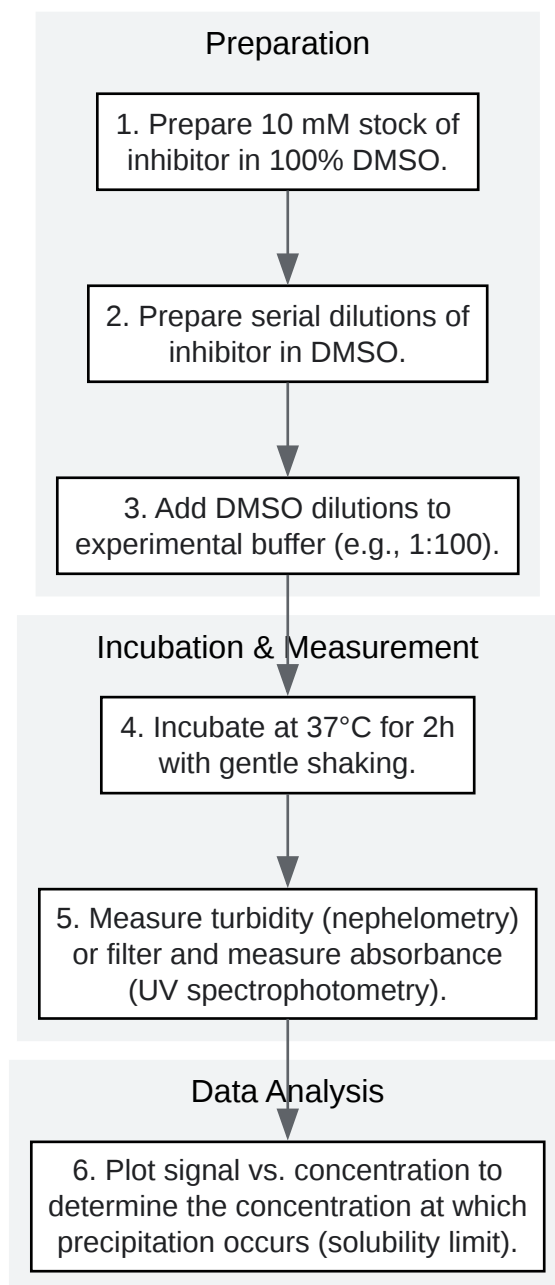 Preparation
1. Prepare 10 mM stock of
inhibitor in 100% DMSO.
2. Prepare serial dilutions of
inhibitor in DMSO.
3. Add DMSO dilutions to
experimental buffer (e.g., 1:100).
Incubation & Measurement
4. Incubate at 37°C for 2h
with gentle shaking.
5. Measure turbidity (nephelometry)
or filter and measure absorbance
(UV spectrophotometry).
Data Analysis
6. Plot signal vs. concentration to
determine the concentration at which
precipitation occurs (solubility limit).